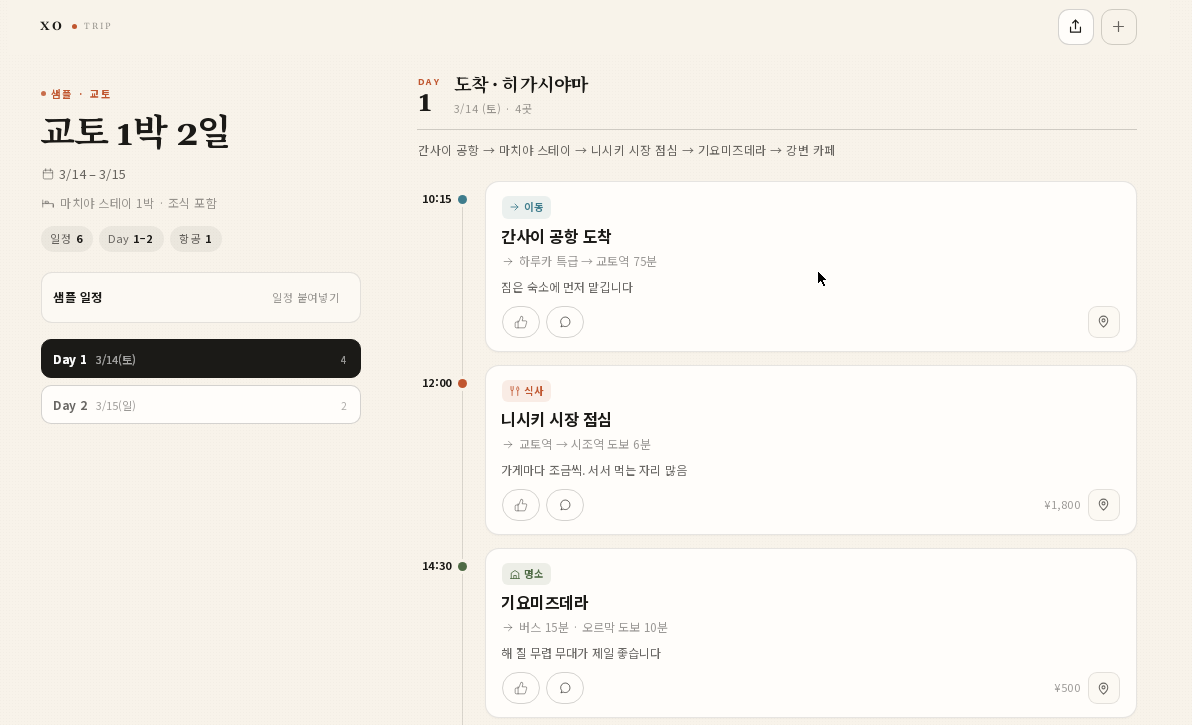 XO TRIP
샘플 · 교토
교토 1박 2일
3/14 – 3/15
마치야 스테이 1박 · 조식 포함
일정 6 Day 1–2 항공 1
샘플 일정 일정 붙여넣기
Day 1 3/14(토) 4
Day 2 3/15(일) 2
DAY
1
도착 · 히가시야마
3/14 (토) · 4곳
간사이 공항 → 마치야 스테이 → 니시키 시장 점심 → 기요미즈데라 → 강변 카페
10:15
이동
간사이 공항 도착
→ 하루카 특급 → 교토역 75분
짐은 숙소에 먼저 맡깁니다
12:00
식사
니시키 시장 점심
→ 교토역 → 시조역 도보 6분
가게마다 조금씩. 서서 먹는 자리 많음
¥1,800
14:30
명소
기요미즈데라
→ 버스 15분 · 오르막 도보 10분
해 질 무렵 무대가 제일 좋습니다
¥500